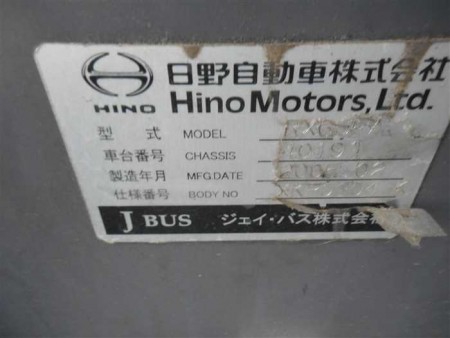 日野自動車株式会社
HINO
Hino Motors, Ltd.
型 式 MODEL
車台番号 CHASSIS
製造年月 MFG.DATE
仕様番号 BODY NO
J BUS ジェイ・バス株式会